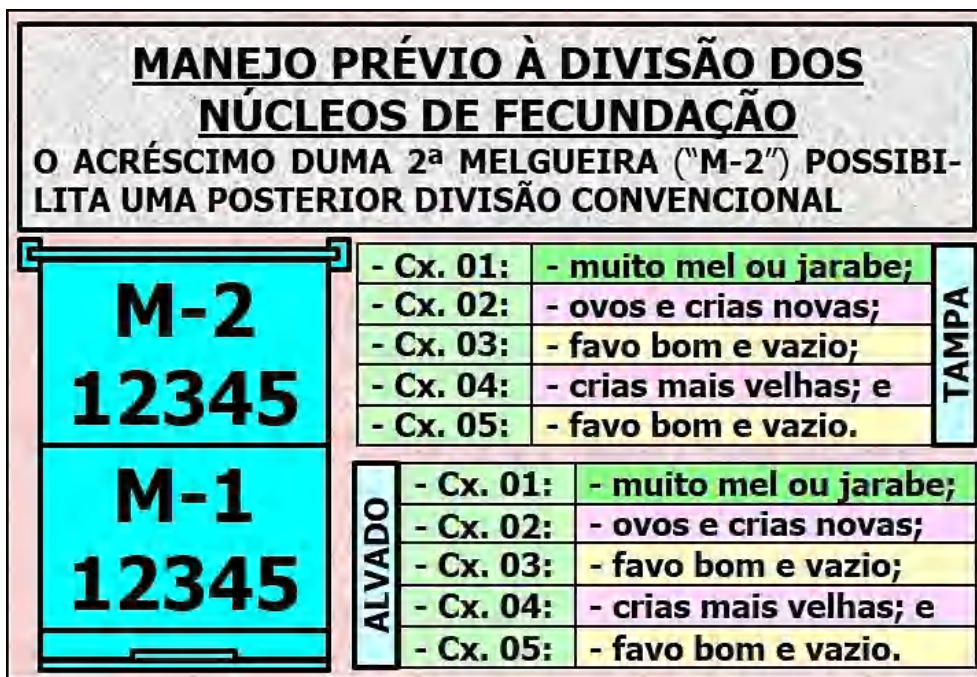 MANEJO PRÉVIO À DIVISÃO DOS
NÚCLEOS DE FECUNDAÇÃO
O ACRÉSCIMO DUMA 2ª MELGUEIRA ("M-2") POSSIBI-
LITA UMA POSTERIOR DIVISÃO CONVENCIONAL
M-2
12345
- Cx. 01: - muito mel ou jarabe;
- Cx. 02: - ovos e crias novas;
- Cx. 03: - favo bom e vazio;
- Cx. 04: - crias mais velhas; e
- Cx. 05: - favo bom e vazio.
TAMPA
M-1
12345
ALVADO
- Cx. 01: - muito mel ou jarabe;
- Cx. 02: - ovos e crias novas;
- Cx. 03: - favo bom e vazio;
- Cx. 04: - crias mais velhas; e
- Cx. 05: - favo bom e vazio.